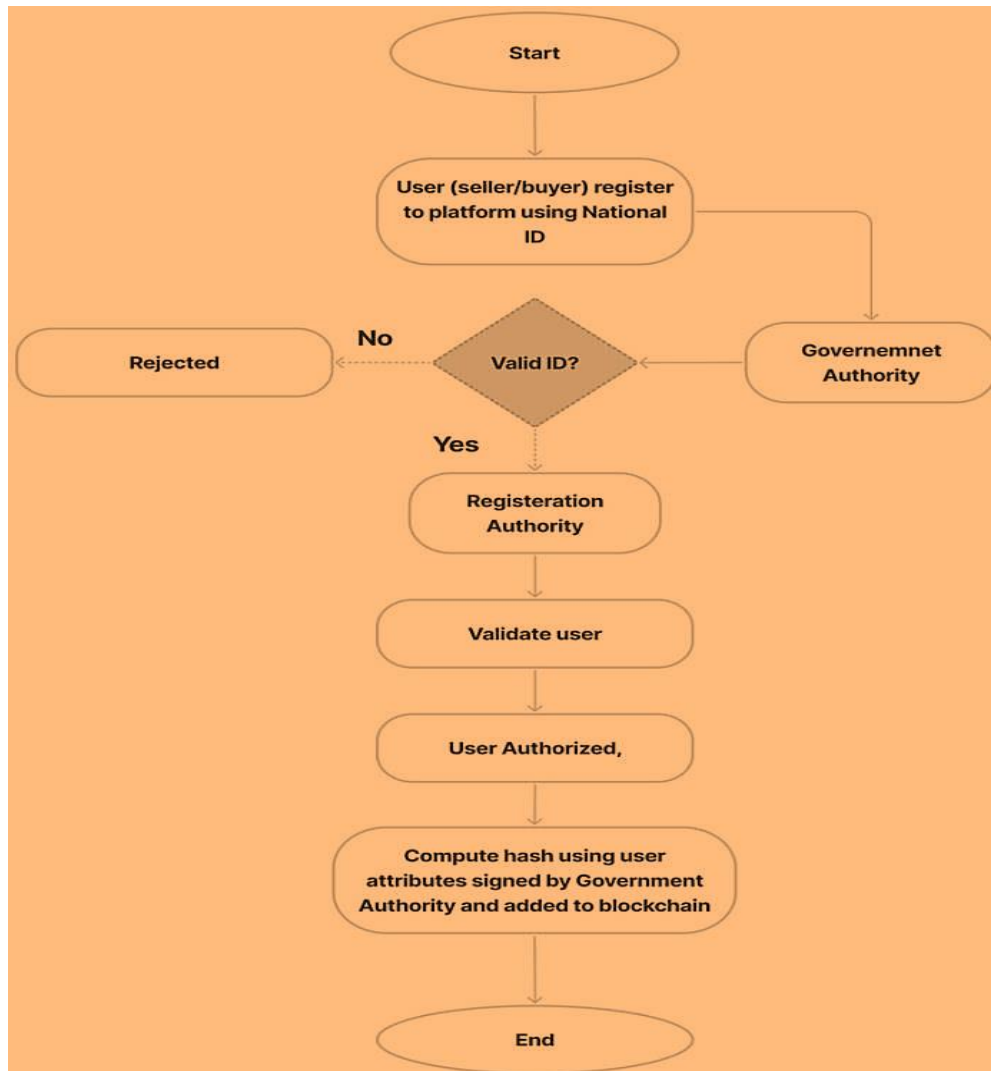 Start
User (seller/buyer) register
to platform using National
ID
No
Rejected
Valid ID?
Governemnet
Authority
Yes
Registeration
Authority
Validate user
User Authorized,
Compute hash using user
attributes signed by Government
Authority and added to blockchain
End